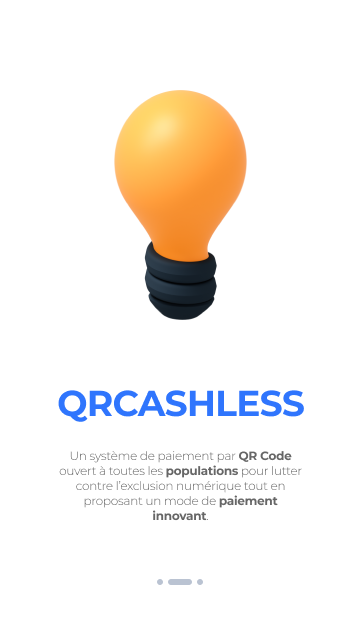 QRCASHLESS
Un système de paiement par QR Code
ouvert à toutes les populations pour lutter
contre l'exclusion numérique tout en
proposant un mode de paiement
innovant.